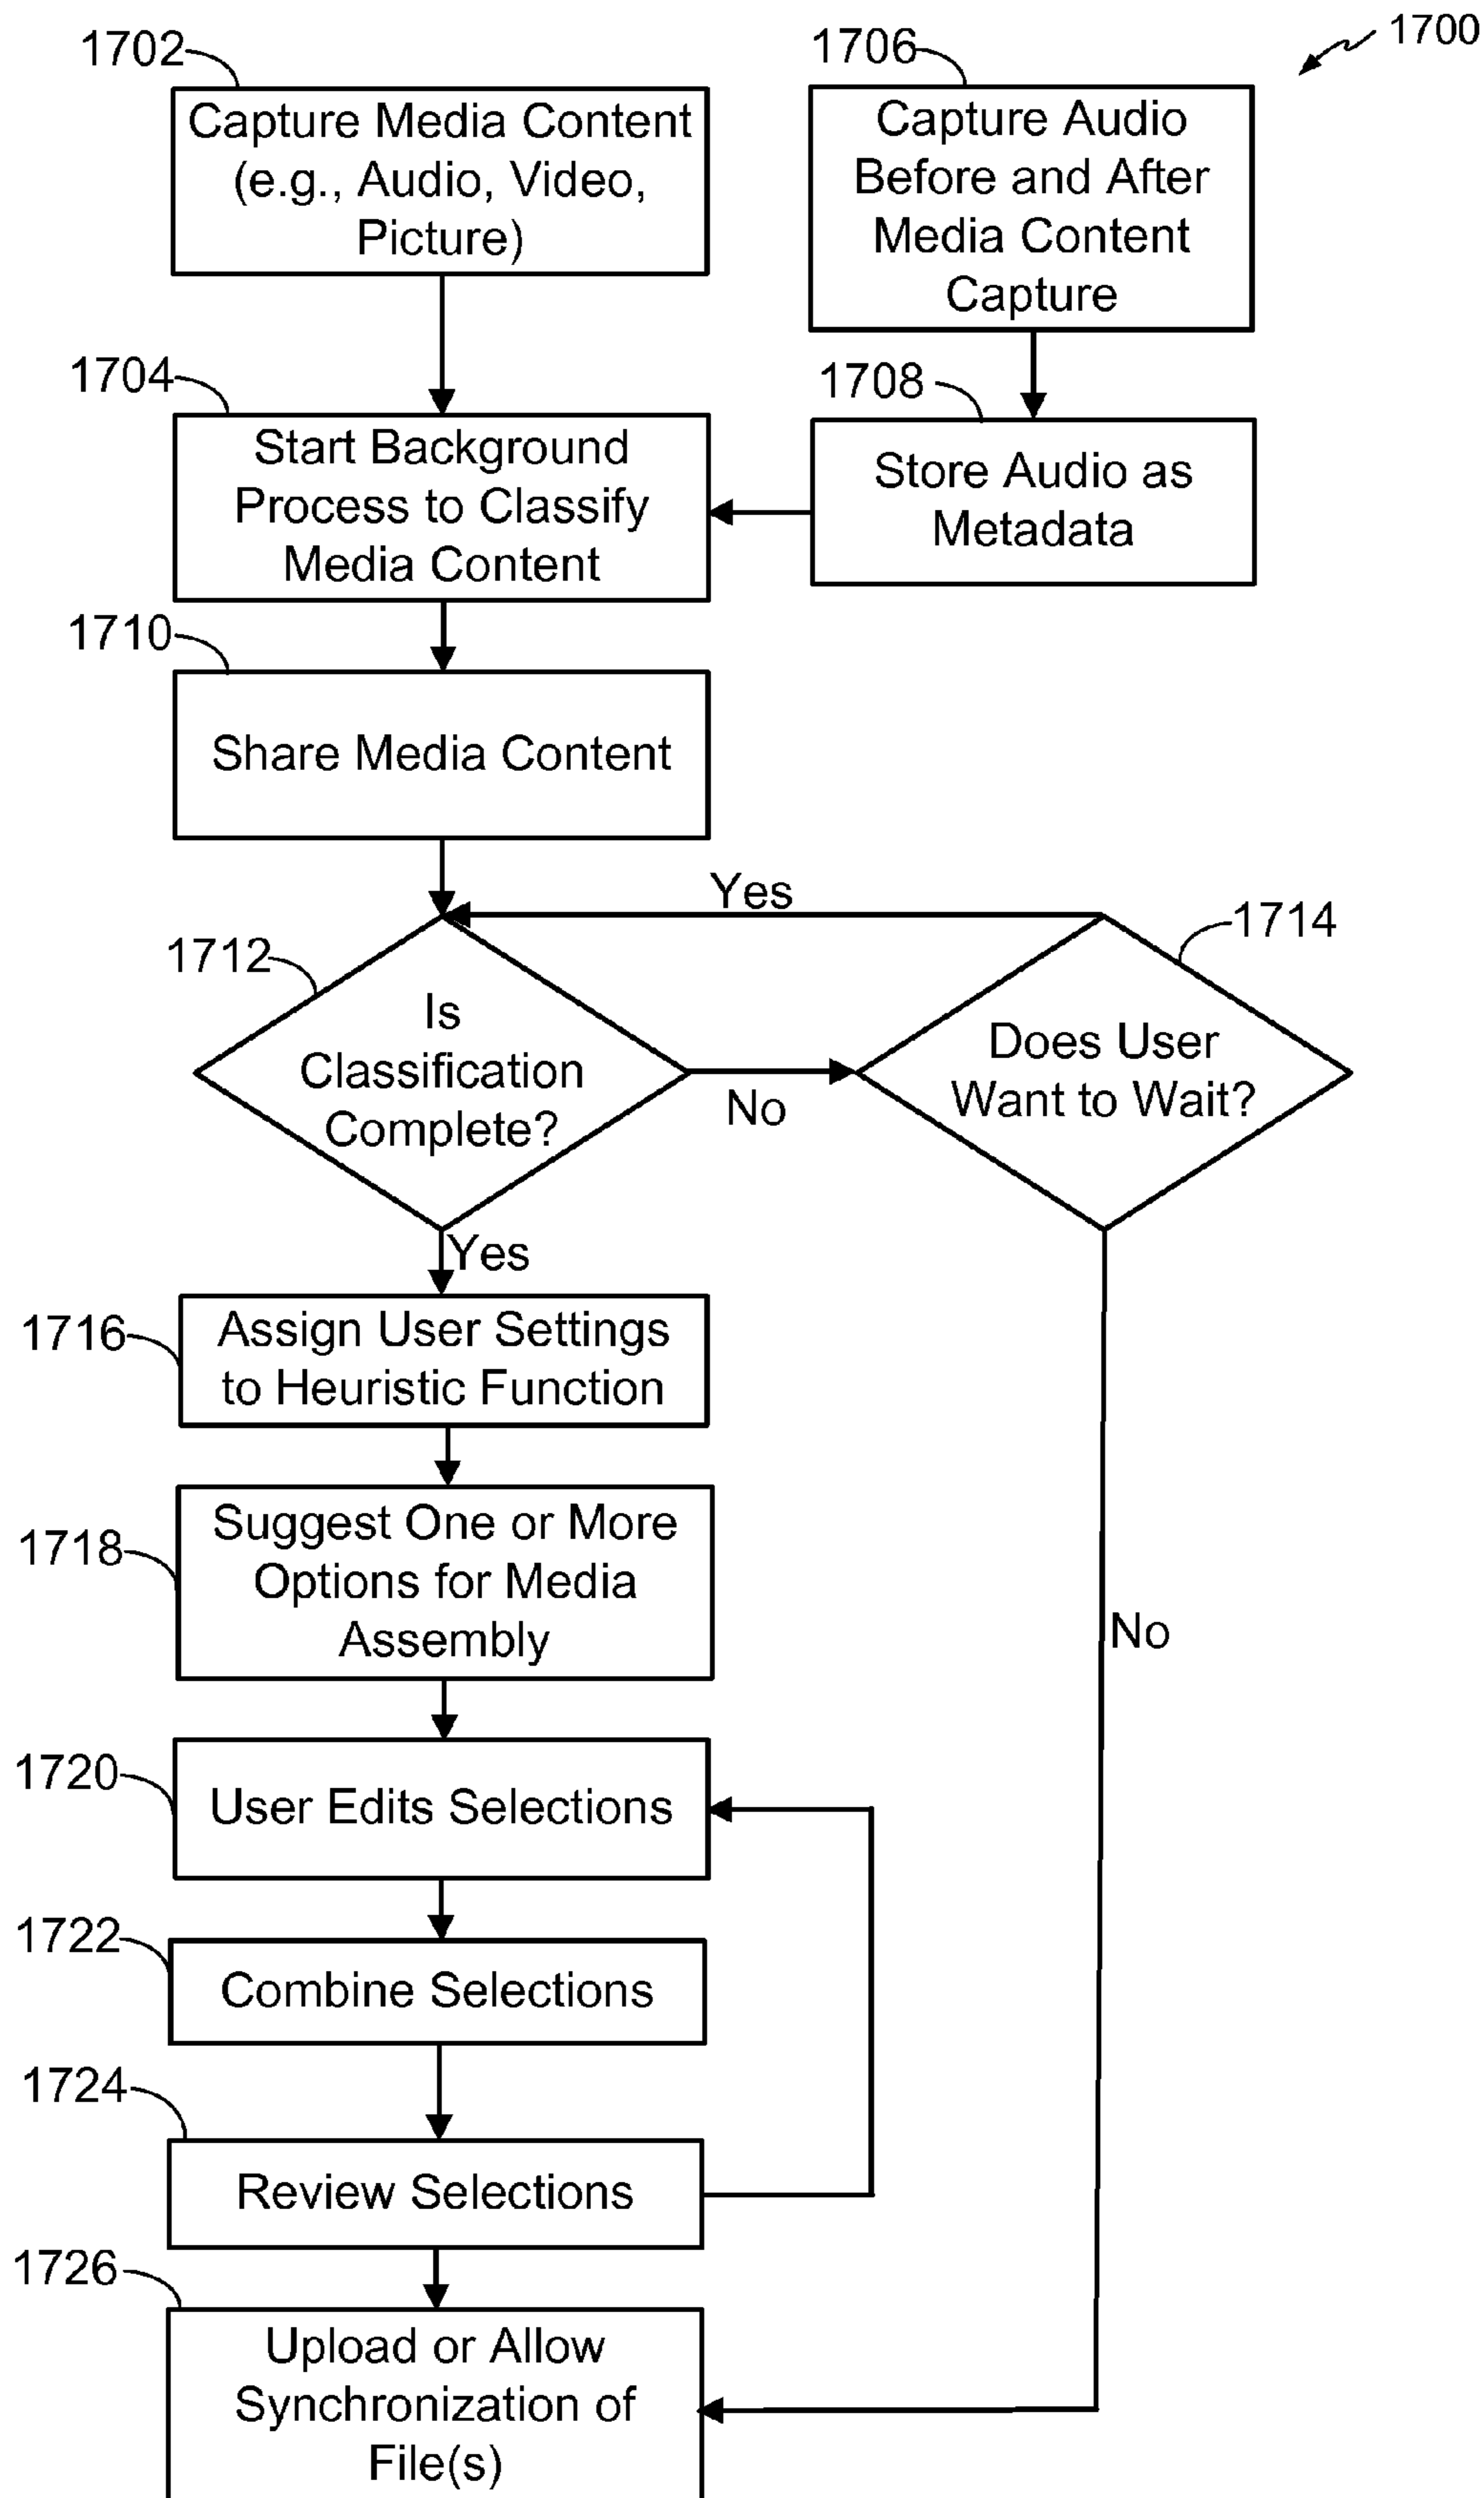 1700
1702
Capture Media Content
(e.g., Audio, Video,
Picture)
1706
Capture Audio
Before and After
Media Content
Capture
1704
Start Background
Process to Classify
Media Content
1708
Store Audio as
Metadata
1710
Share Media Content
Yes
1712
Is
Classification
Complete?
No
1714
Does User
Want to Wait?
Yes
1716
Assign User Settings
to Heuristic Function
1718
Suggest One or More
Options for Media
Assembly
No
1720
User Edits Selections
1722
Combine Selections
1724
Review Selections
1726
Upload or Allow
Synchronization of
File(s)